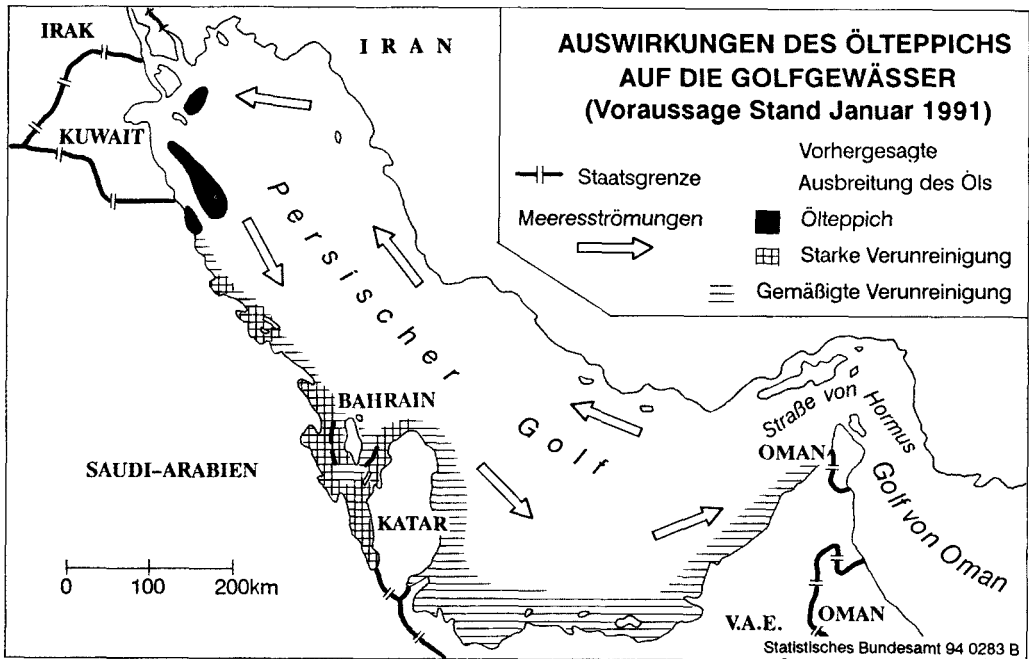 AUSWIRKUNGEN DES ÖLTEPPICHS
AUF DIE GOLFGEWÄSSER
(Voraussage Stand Januar 1991)
Vorhergesagte
Ausbreitung des Öls
Staatsgrenze
Meeresströmungen
Ölteppich
Starke Verunreinigung
Gemäßigte Verunreinigung
IRAK
IRAN
KUWAIT
Persischer
Golf
BAHRAIN
SAUDI-ARABIEN
KATAR
Straße von
Hormus
OMAN
Golf von Oman
V.A.E.
OMAN
0 100 200km
Statistisches Bundesamt 94 0283 B